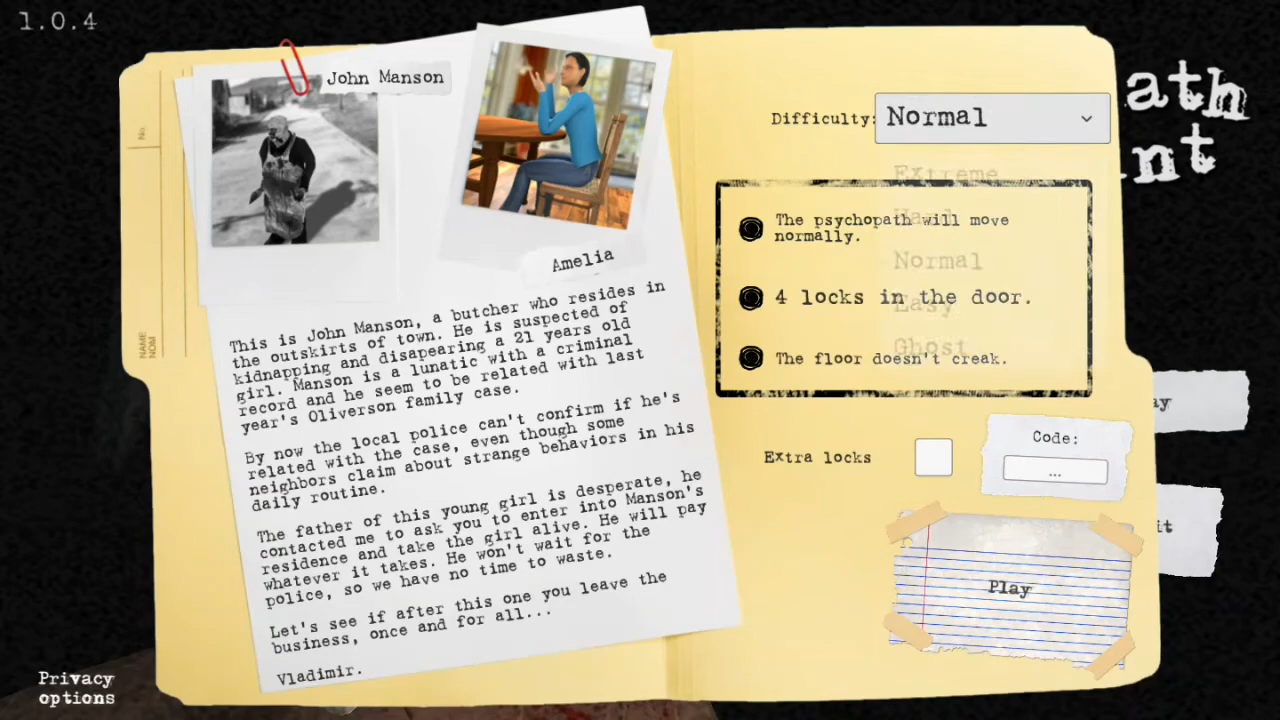 1.0.4
John Manson
Amelia
This is John Manson, a butcher who resides in
the outskirts of town. He is suspected of
kidnapping and disapearing a 21 years old
girl. Manson is a lunatic with a criminal
record and he seem to be related with last
year's Oliverson family case.
By now the local police can't confirm if he's
related with the case, even though some
neighbors claim about strange behaviors in his
daily routine.
The father of this young girl is desperate, he
contacted me to ask you to enter into Manson's
residence and take the girl alive. He will pay
whatever it takes. He won't wait for the
police, so we have no time to waste.
Let's see if after this one you leave the
business, once and for all...
Vladimir.
No.
NAME
NOM
Difficulty: Normal
Extreme
Hard
Normal
Easy
Ghost
The psychopath will move
normally.
4 locks in the door.
The floor doesn't creak.
Extra locks
Code:
...
Play
ath
nt
ay
it
Privacy
options